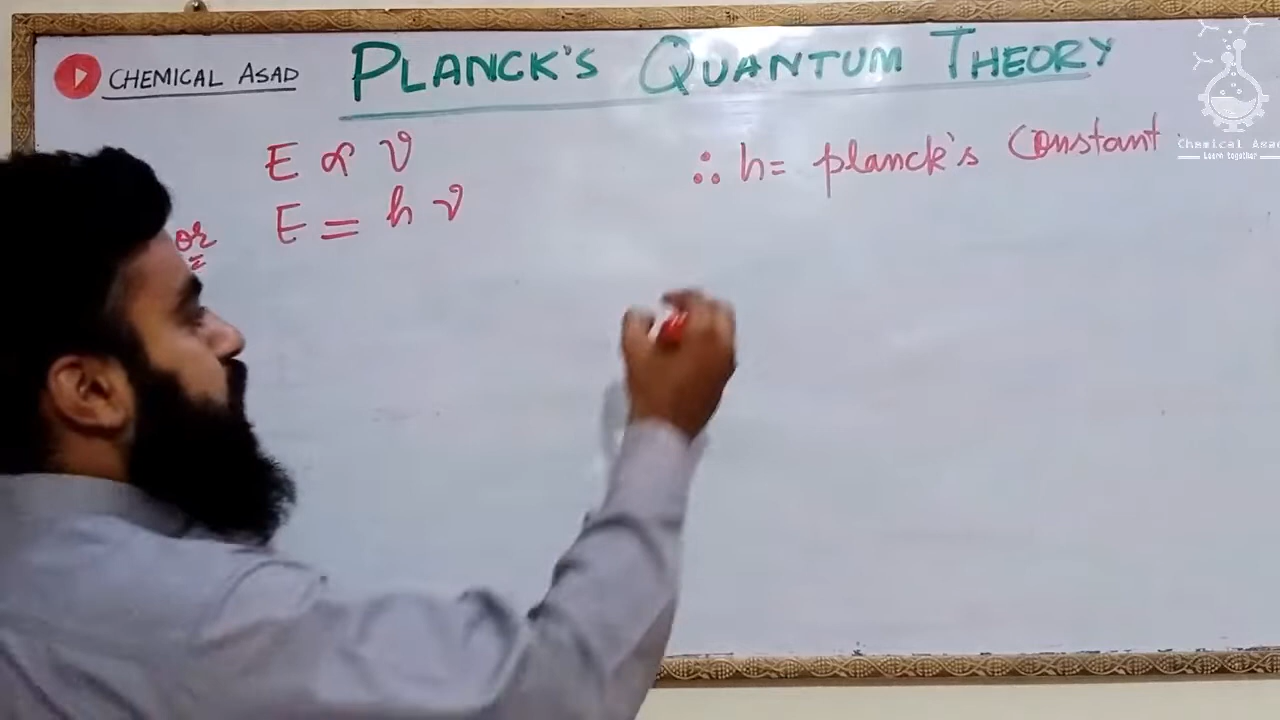 CHEMICAL ASAD
PLANCK'S QUANTUM THEORY
E ∝ ν
∴ h = planck's Constant
or E = h ν
Chemical Asad
Learn together